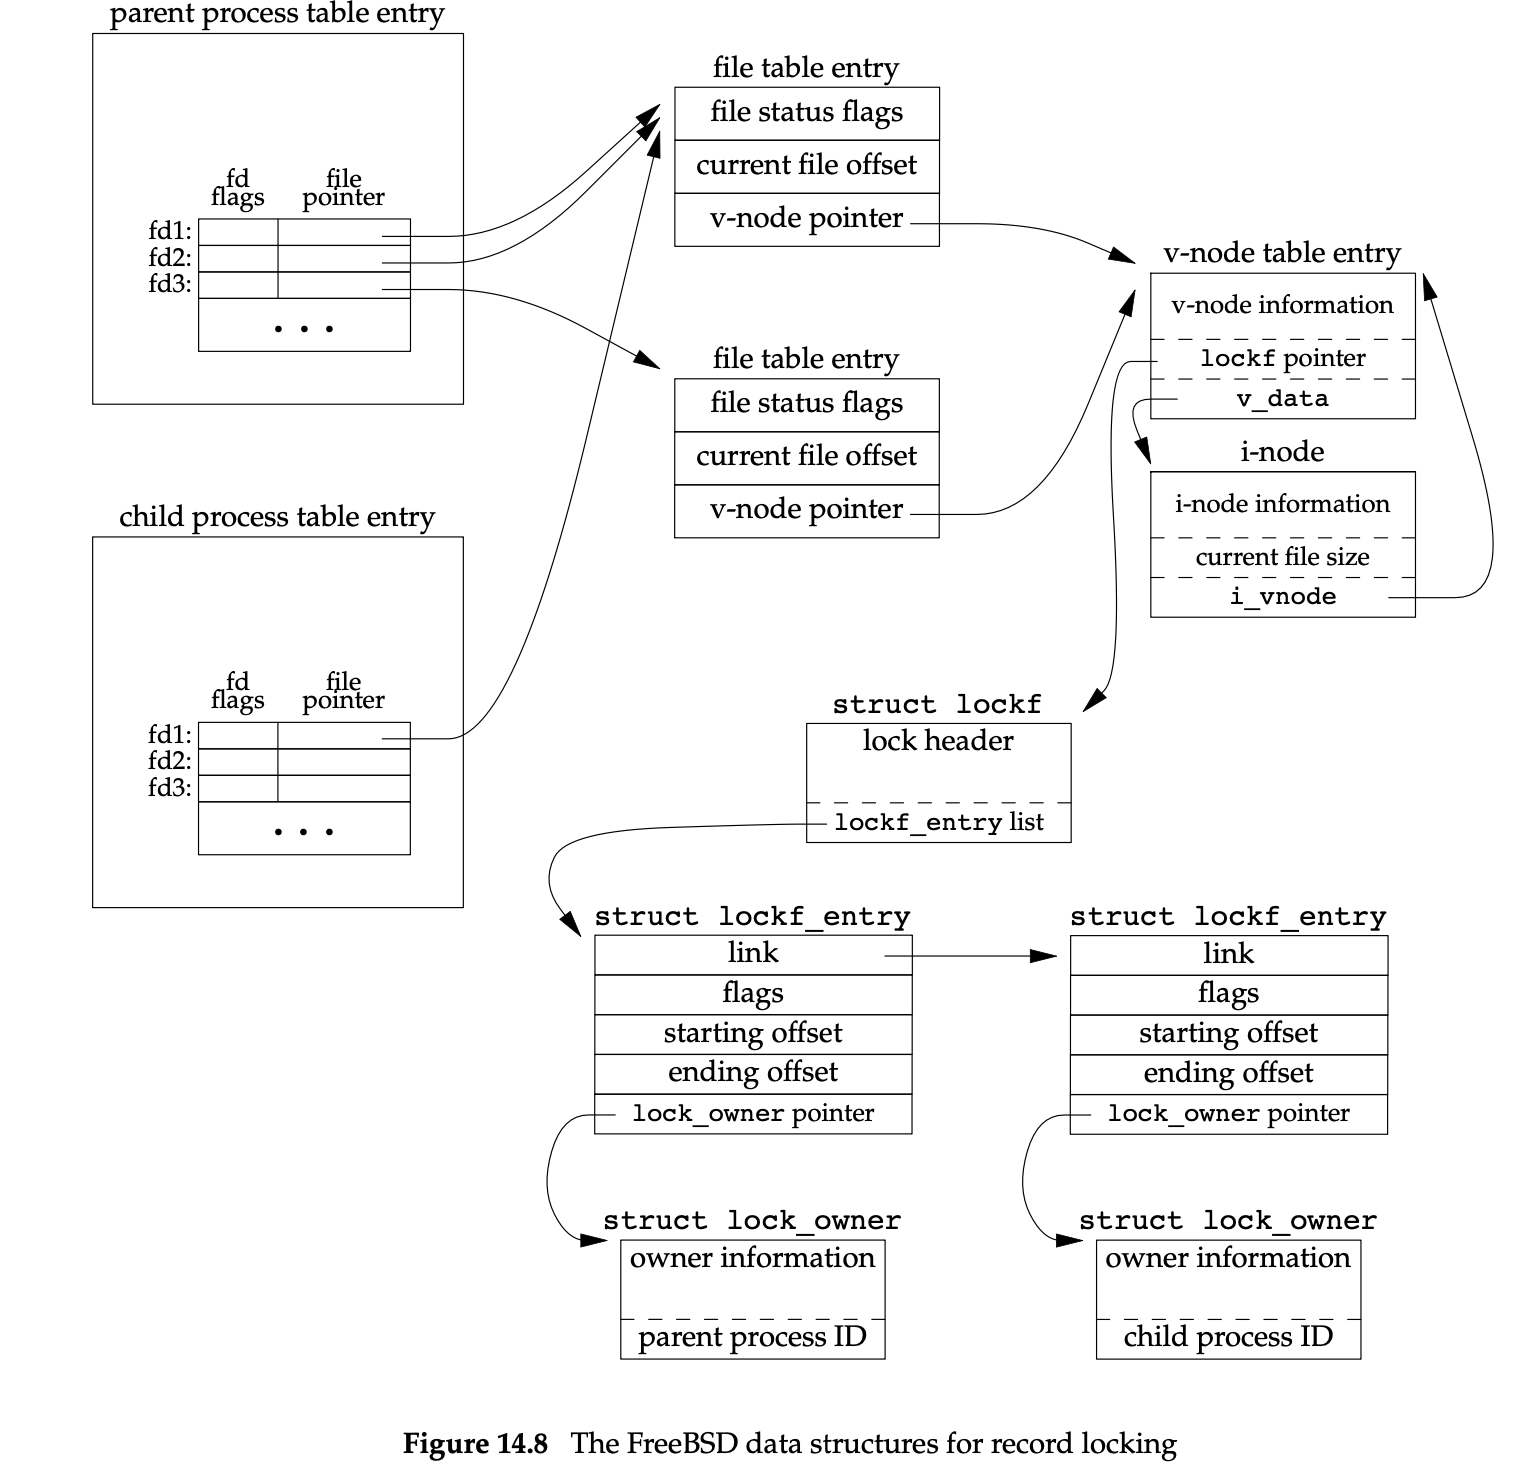 parent process table entry
fd
flags
file
pointer
fd1:
fd2:
fd3:
. . .
file table entry
file status flags
current file offset
v-node pointer
file table entry
file status flags
current file offset
v-node pointer
v-node table entry
v-node information
lockf pointer
v_data
i-node
i-node information
current file size
i_vnode
child process table entry
fd
flags
file
pointer
fd1:
fd2:
fd3:
. . .
struct lockf
lock header
lockf_entry list
struct lockf_entry
link
flags
starting offset
ending offset
lock_owner pointer
struct lockf_entry
link
flags
starting offset
ending offset
lock_owner pointer
struct lock_owner
owner information
parent process ID
struct lock_owner
owner information
child process ID
Figure 14.8 The FreeBSD data structures for record locking